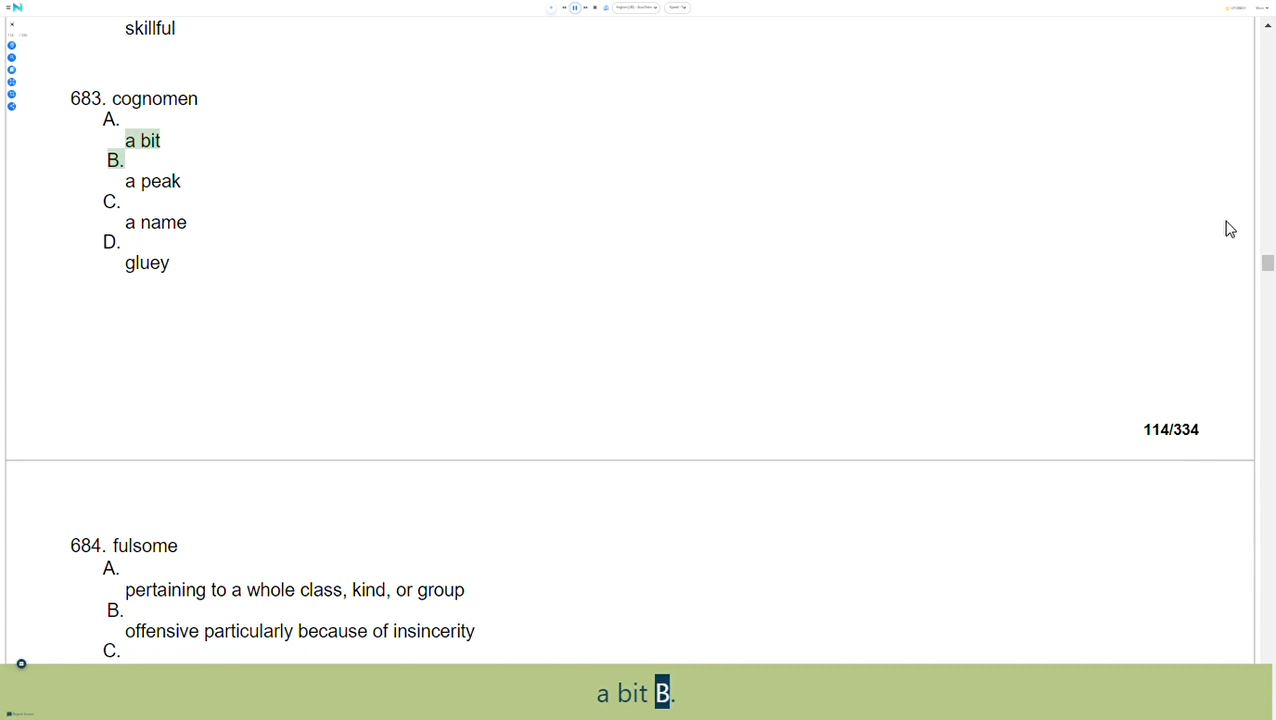 skillful
683. cognomen
A.
a bit
B.
a peak
C.
a name
D.
gluey
114/334
684. fulsome
A.
pertaining to a whole class, kind, or group
B.
offensive particularly because of insincerity
C.
a bit B.